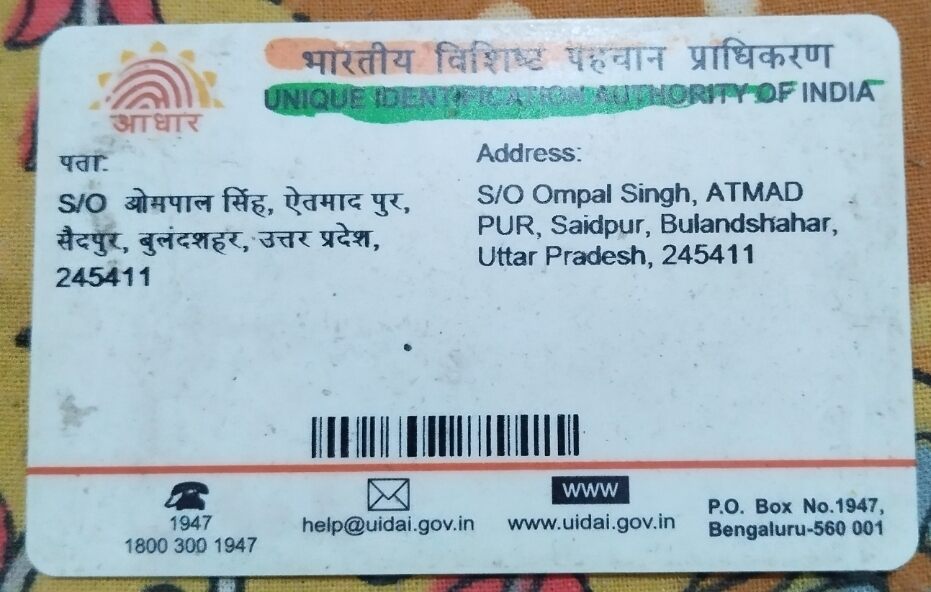 भारतीय विशिष्ट पहचान प्राधिकरण
UNIQUE IDENTIFICATION AUTHORITY OF INDIA
आधार
पता:
S/O ओमपाल सिंह, ऐतमाद पुर,
सैदपुर, बुलंदशहर, उत्तर प्रदेश,
245411
Address:
S/O Ompal Singh, ATMAD
PUR, Saidpur, Bulandshahar,
Uttar Pradesh, 245411
1947
1800 300 1947
help@uidai.gov.in
www
www.uidai.gov.in
P.O. Box No.1947,
Bengaluru-560 001